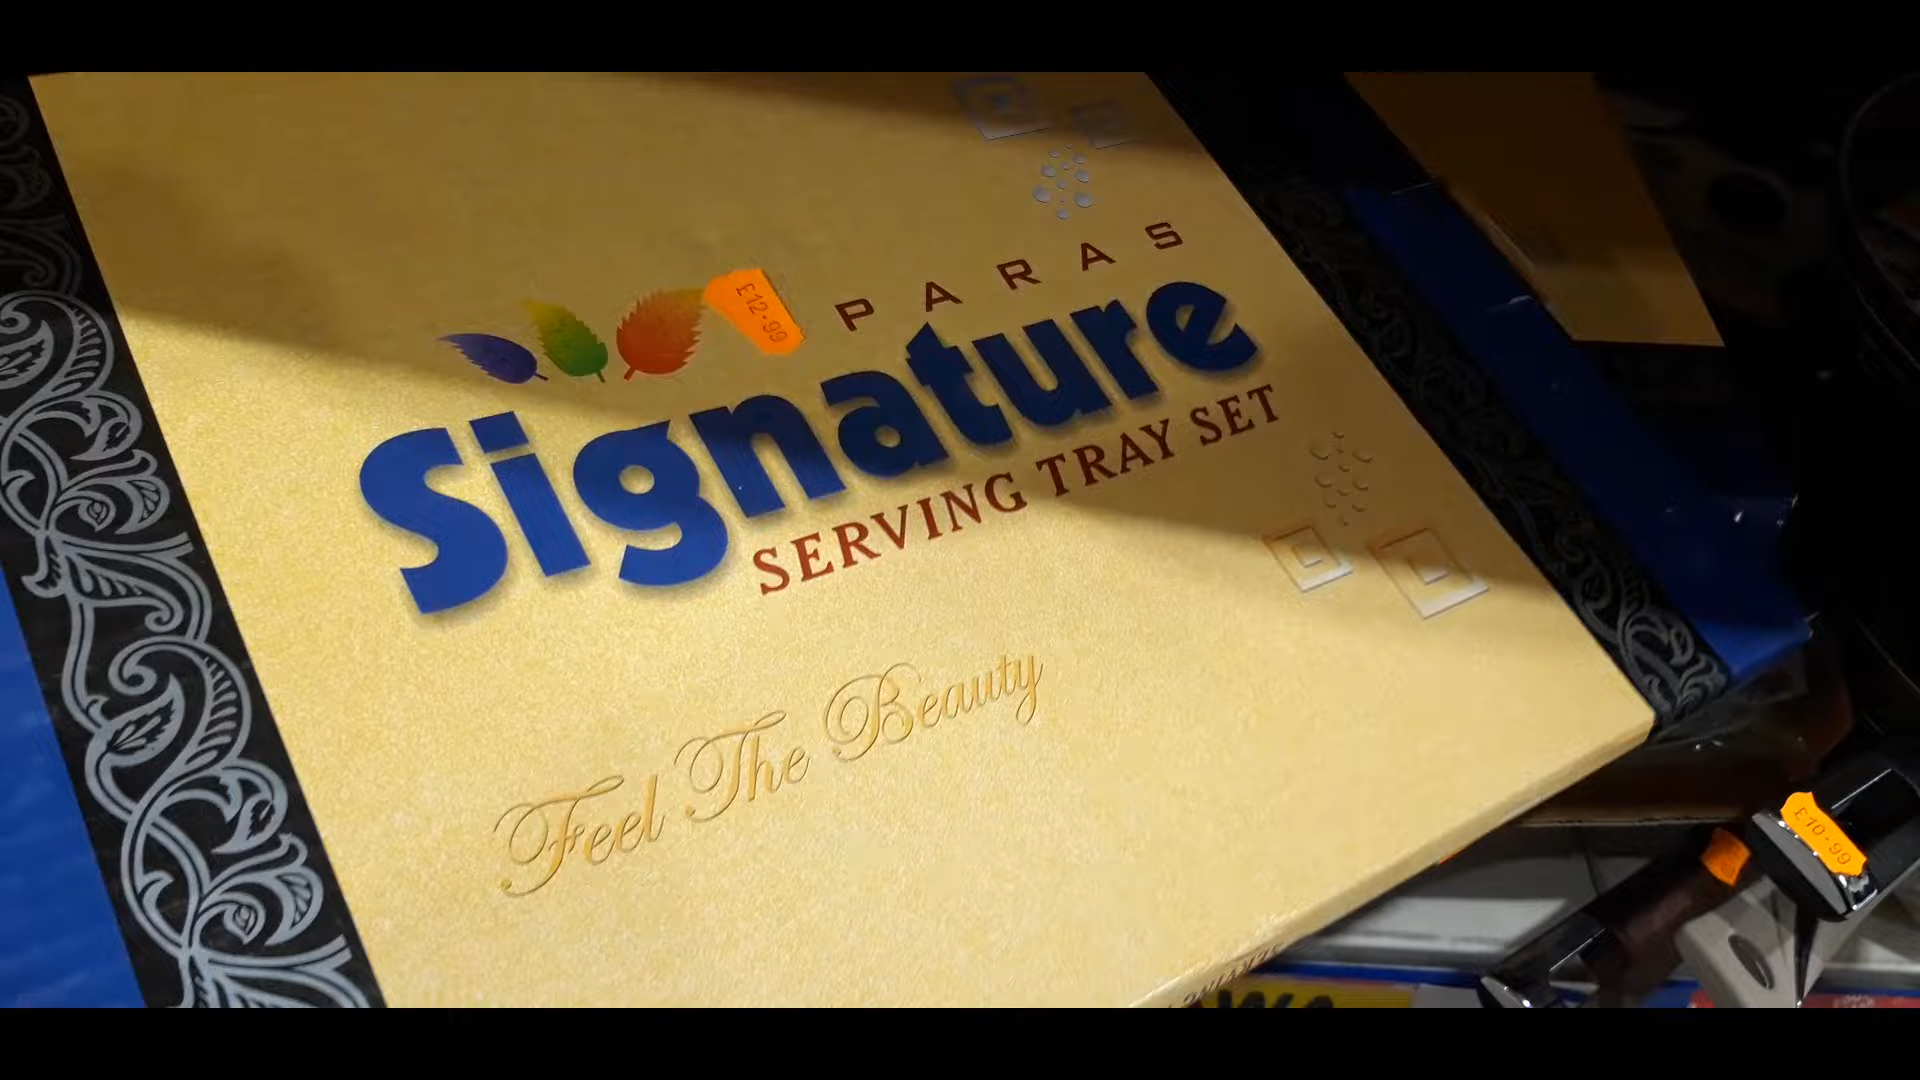 £12.99
PARAS
Signature
SERVING TRAY SET
Feel The Beauty
£10.99